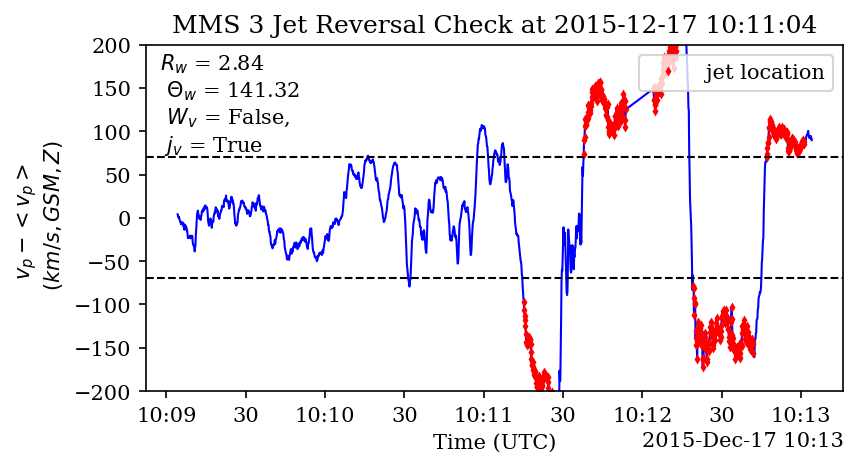 MMS 3 Jet Reversal Check at 2015-12-17 10:11:04
R_w = 2.84
Θ_w = 141.32
W_v = False,
j_v = True
jet location
v_p − <v_p>
(km/s, GSM, Z)
200
150
100
50
0
−50
−100
−150
−200
10:09 30 10:10 30 10:11 30 10:12 30 10:13
Time (UTC)
2015-Dec-17 10:13